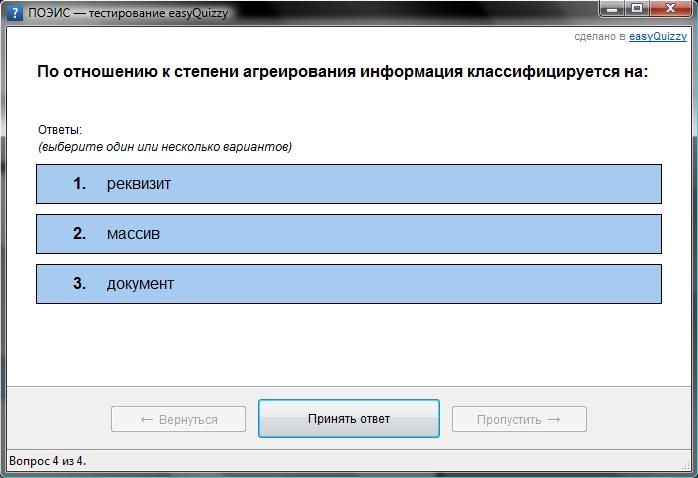 ПОЭИС — тестирование easyQuizzy
сделано в easyQuizzy
По отношению к степени агреирования информация классифицируется на:
Ответы:
(выберите один или несколько вариантов)
1. реквизит
2. массив
3. документ
← Вернуться
Принять ответ
Пропустить →
Вопрос 4 из 4.